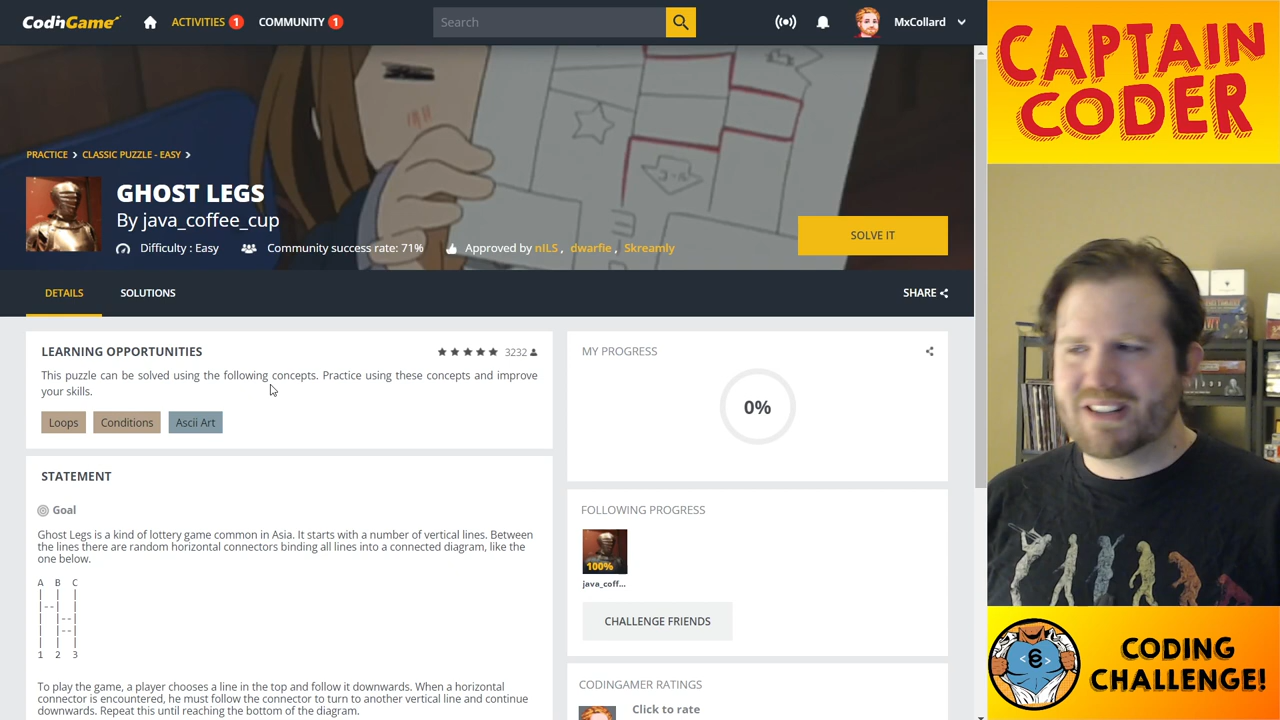 CODINGAME
ACTIVITIES 1
COMMUNITY 1
Search
MxCollard
CAPTAIN
CODER
PRACTICE > CLASSIC PUZZLE - EASY >
GHOST LEGS
By java_coffee_cup
Difficulty : Easy
Community success rate: 71%
Approved by nILS , dwarfie , 5kreamly
SOLVE IT
DETAILS
SOLUTIONS
SHARE
LEARNING OPPORTUNITIES
3232
This puzzle can be solved using the following concepts. Practice using these concepts and improve
your skills.
Loops
Conditions
Ascii Art
MY PROGRESS
0%
STATEMENT
Goal
Ghost Legs is a kind of lottery game common in Asia. It starts with a number of vertical lines. Between
the lines there are random horizontal connectors binding all lines into a connected diagram, like the
one below.
A B C
| | |
|--| |
| |--|
| |--|
| | |
1 2 3
To play the game, a player chooses a line in the top and follow it downwards. When a horizontal
connector is encountered, he must follow the connector to turn to another vertical line and continue
downwards. Repeat this until reaching the bottom of the diagram.
FOLLOWING PROGRESS
100%
java_coff...
CHALLENGE FRIENDS
CODINGAMER RATINGS
Click to rate
CODING
CHALLENGE!